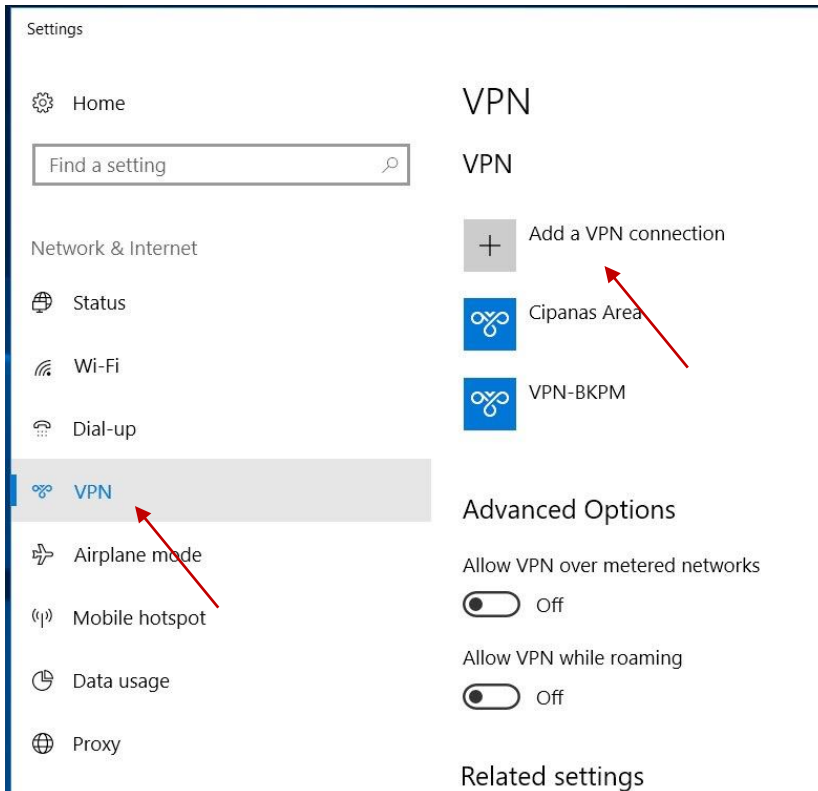 Settings
Home
Find a setting
Network & Internet
Status
Wi-Fi
Dial-up
VPN
Airplane mode
Mobile hotspot
Data usage
Proxy
VPN
VPN
Add a VPN connection
Cipanas Area
VPN-BKPM
Advanced Options
Allow VPN over metered networks
Off
Allow VPN while roaming
Off
Related settings